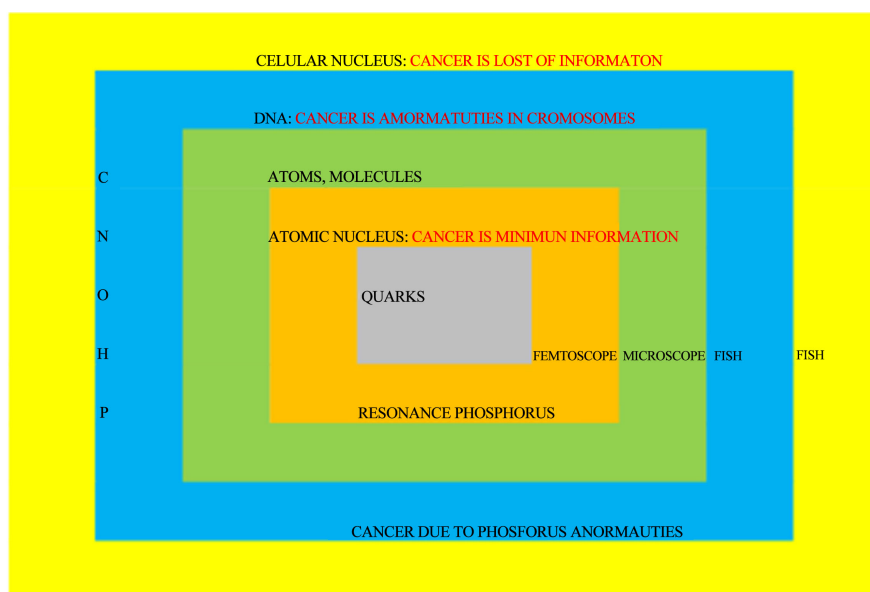 CELULAR NUCLEUS: CANCER IS LOST OF INFORMATON
DNA: CANCER IS AMORMATUTIES IN CROMOSOMES
C
ATOMS, MOLECULES
N
ATOMIC NUCLEUS: CANCER IS MINIMUN INFORMATION
O
QUARKS
H
FEMTOSCOPE MICROSCOPE FISH FISH
P
RESONANCE PHOSPHORUS
CANCER DUE TO PHOSFORUS ANORMAUTIES